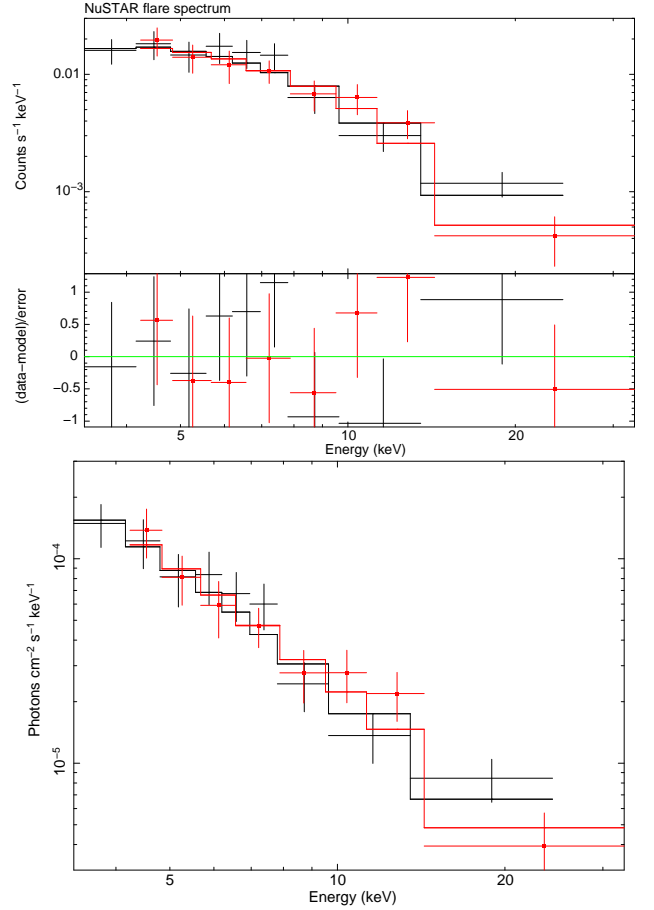 NuSTAR flare spectrum
Counts s⁻¹ keV⁻¹
0.01
10⁻³
(data−model)/error
1
0.5
0
−0.5
−1
5 10 20
Energy (keV)
Photons cm⁻² s⁻¹ keV⁻¹
10⁻⁴
10⁻⁵
5 10 20
Energy (keV)